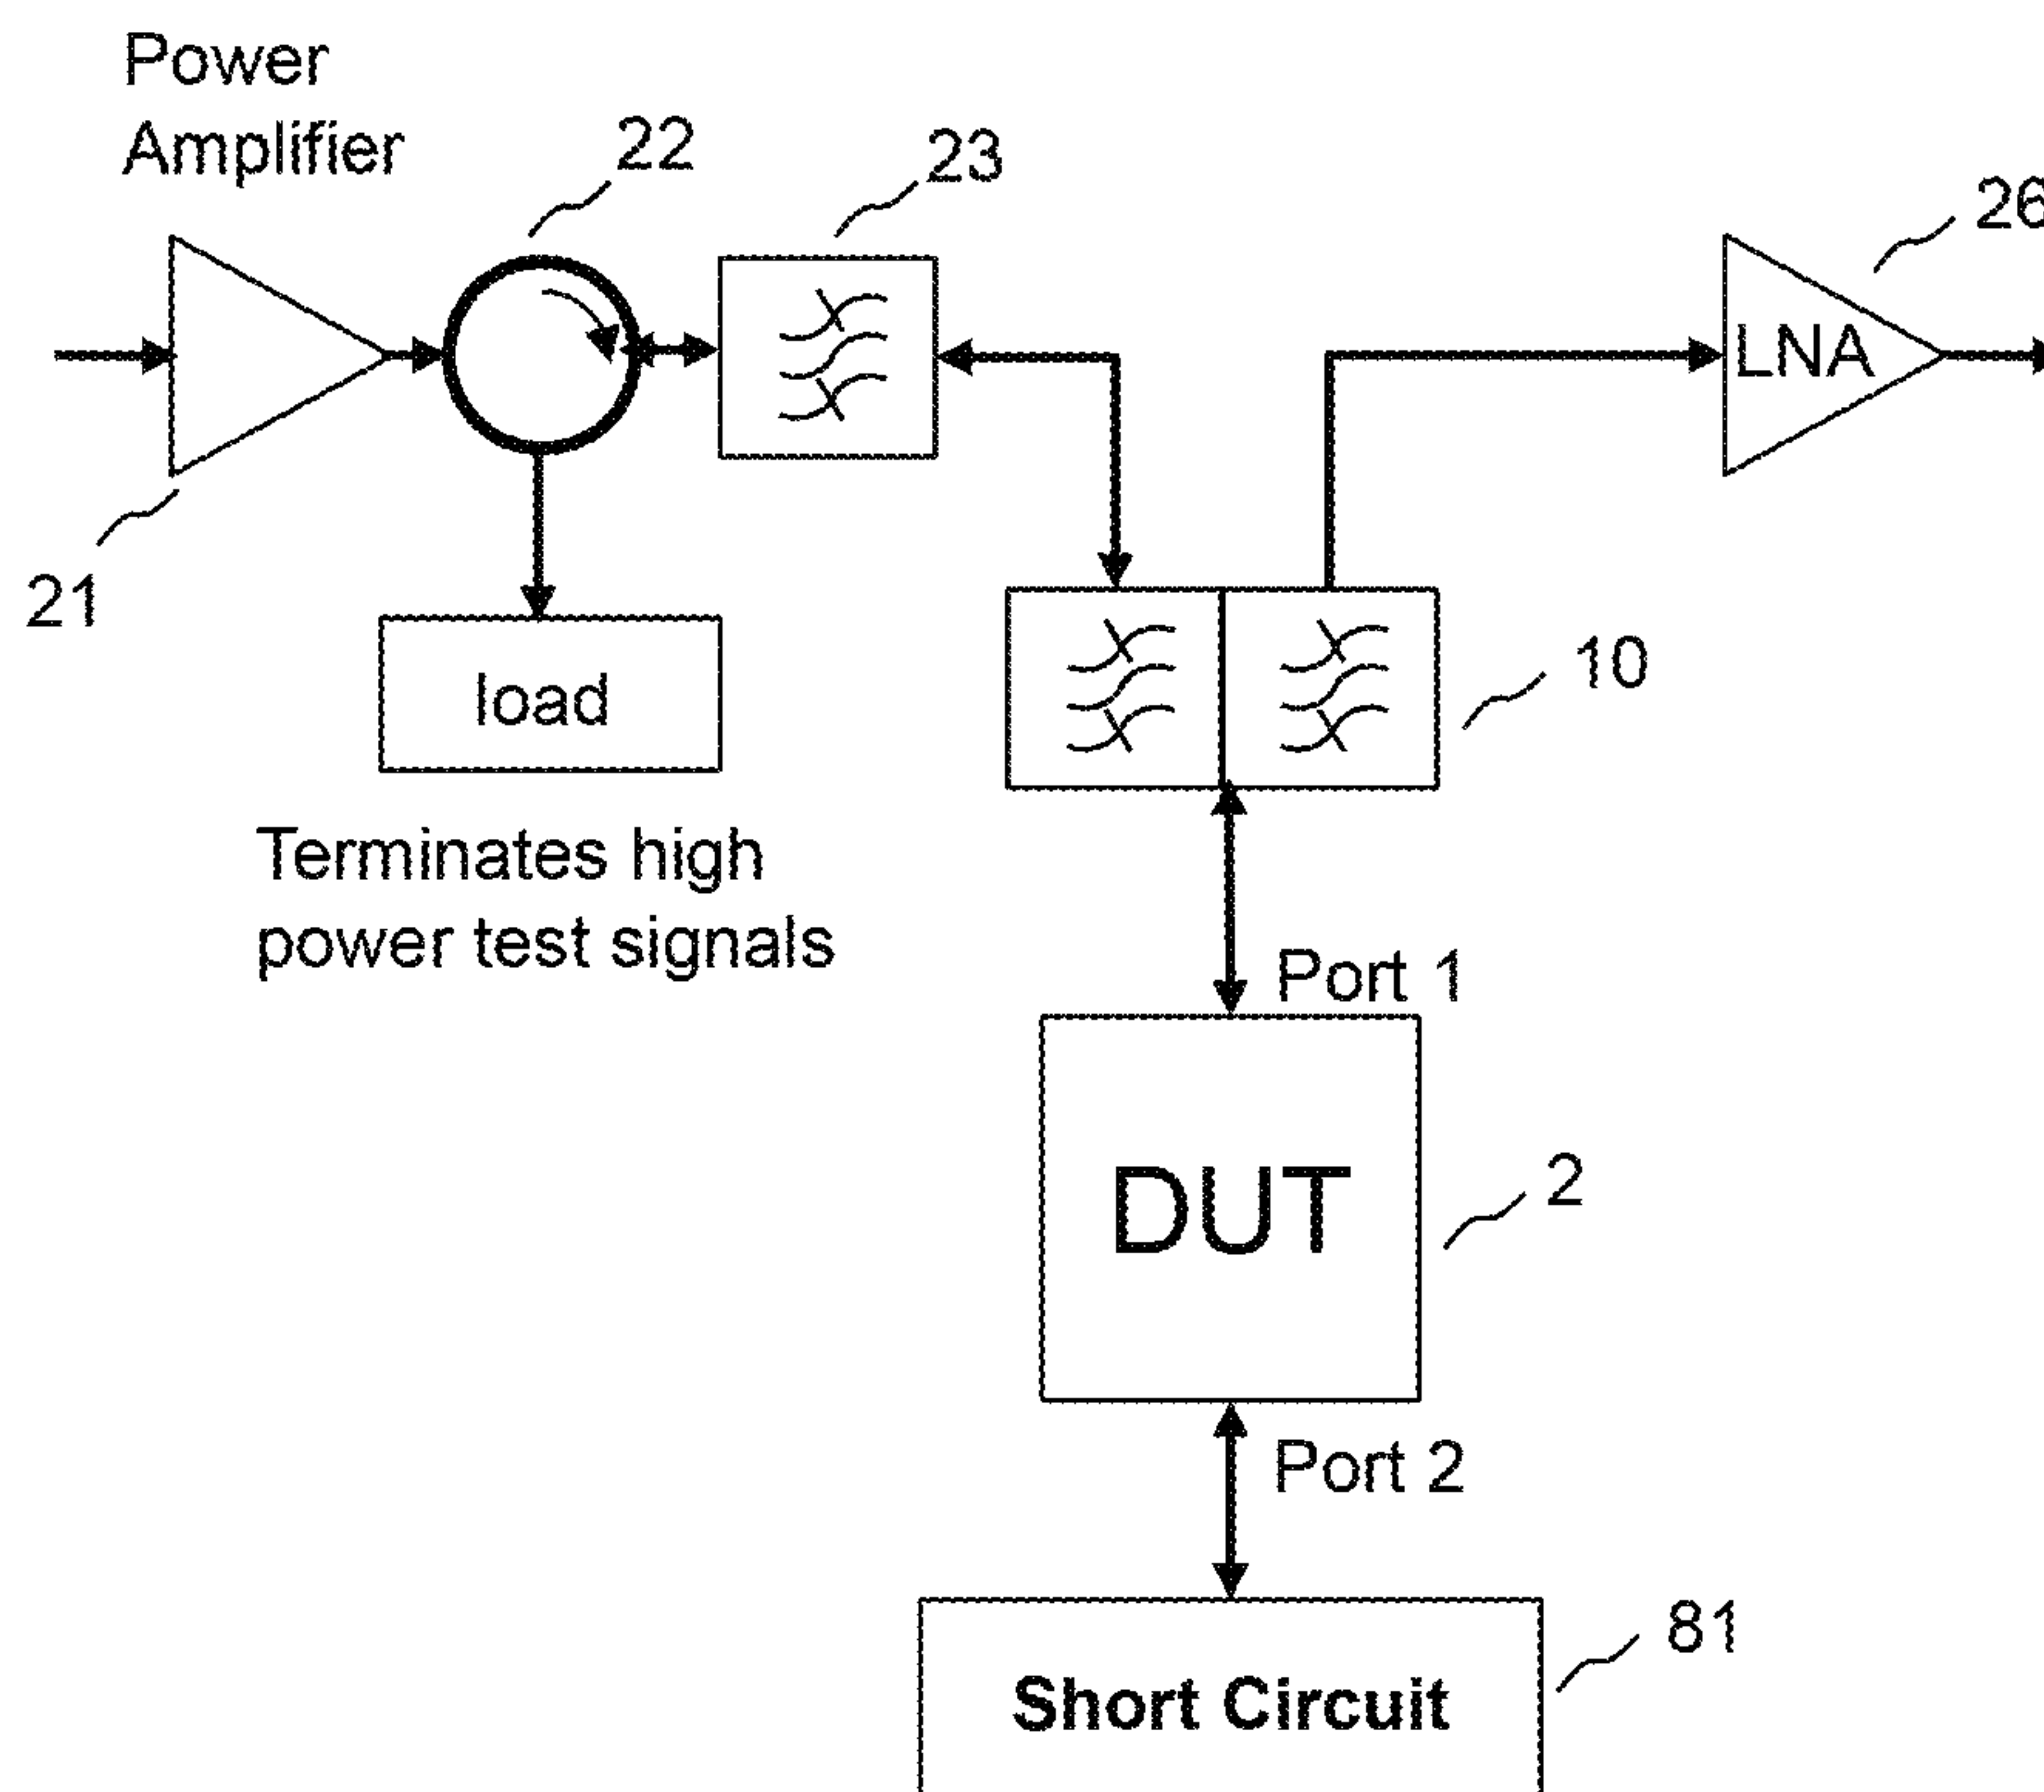 Power
Amplifier
22
23
26
LNA
21
load
10
Terminates high
power test signals
Port 1
DUT
2
Port 2
81
Short Circuit